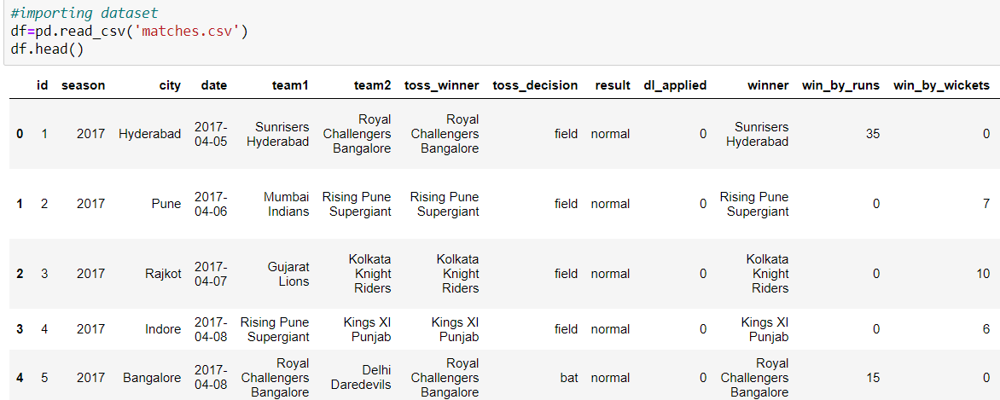 #importing dataset
df=pd.read_csv('matches.csv')
df.head()
id season city date team1 team2 toss_winner toss_decision result dl_applied winner win_by_runs win_by_wickets
0 1 2017 Hyderabad 2017-04-05 Sunrisers Hyderabad Royal Challengers Bangalore Royal Challengers Bangalore field normal 0 Sunrisers Hyderabad 35 0
1 2 2017 Pune 2017-04-06 Mumbai Indians Rising Pune Supergiant Rising Pune Supergiant field normal 0 Rising Pune Supergiant 0 7
2 3 2017 Rajkot 2017-04-07 Gujarat Lions Kolkata Knight Riders Kolkata Knight Riders field normal 0 Kolkata Knight Riders 0 10
3 4 2017 Indore 2017-04-08 Rising Pune Supergiant Kings XI Punjab Kings XI Punjab field normal 0 Kings XI Punjab 0 6
4 5 2017 Bangalore 2017-04-08 Royal Challengers Bangalore Delhi Daredevils Royal Challengers Bangalore bat normal 0 Royal Challengers Bangalore 15 0